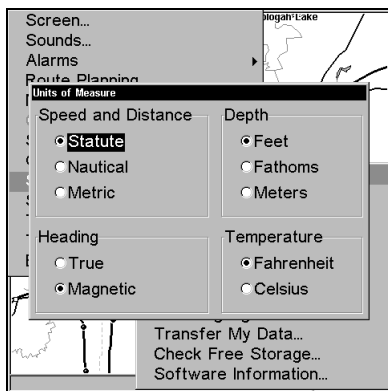 Screen...
ologah Lake
Sounds...
Alarms
Route Planning
Units of Measure
Speed and Distance
Statute
Nautical
Metric
Depth
Feet
Fathoms
Meters
Heading
True
Magnetic
Temperature
Fahrenheit
Celsius
Transfer My Data...
Check Free Storage...
Software Information...